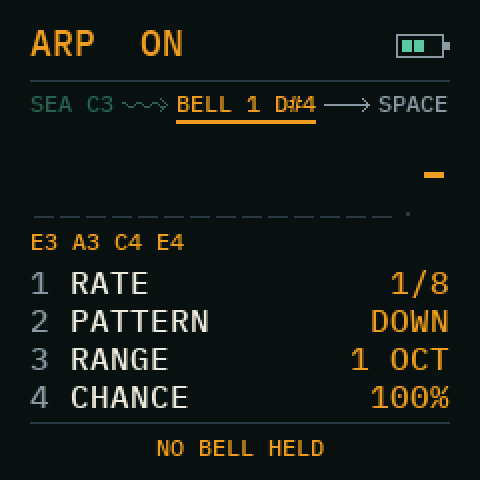 ARP ON
SEA C3 BELL 1 D#4 SPACE
E3 A3 C4 E4
1 RATE 1/8
2 PATTERN DOWN
3 RANGE 1 OCT
4 CHANCE 100%
NO BELL HELD